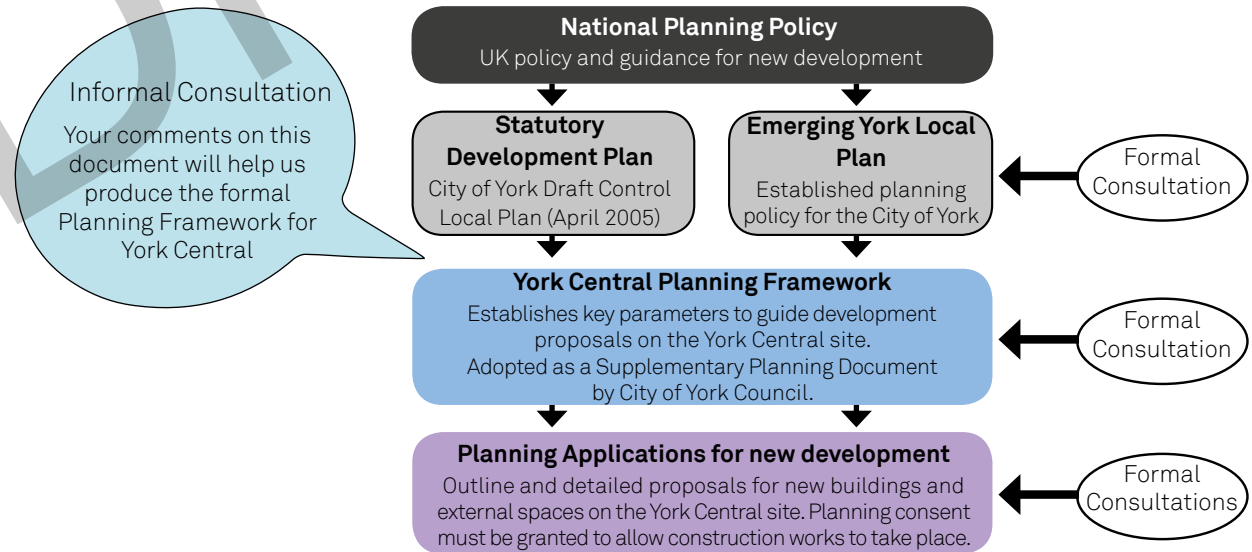 National Planning Policy
UK policy and guidance for new development
Informal Consultation
Your comments on this
document will help us
produce the formal
Planning Framework for
York Central
Statutory
Development Plan
City of York Draft Control
Local Plan (April 2005)
Emerging York Local
Plan
Established planning
policy for the City of York
Formal
Consultation
York Central Planning Framework
Establishes key parameters to guide development
proposals on the York Central site.
Adopted as a Supplementary Planning Document
by City of York Council.
Formal
Consultation
Planning Applications for new development
Outline and detailed proposals for new buildings and
external spaces on the York Central site. Planning consent
must be granted to allow construction works to take place.
Formal
Consultations